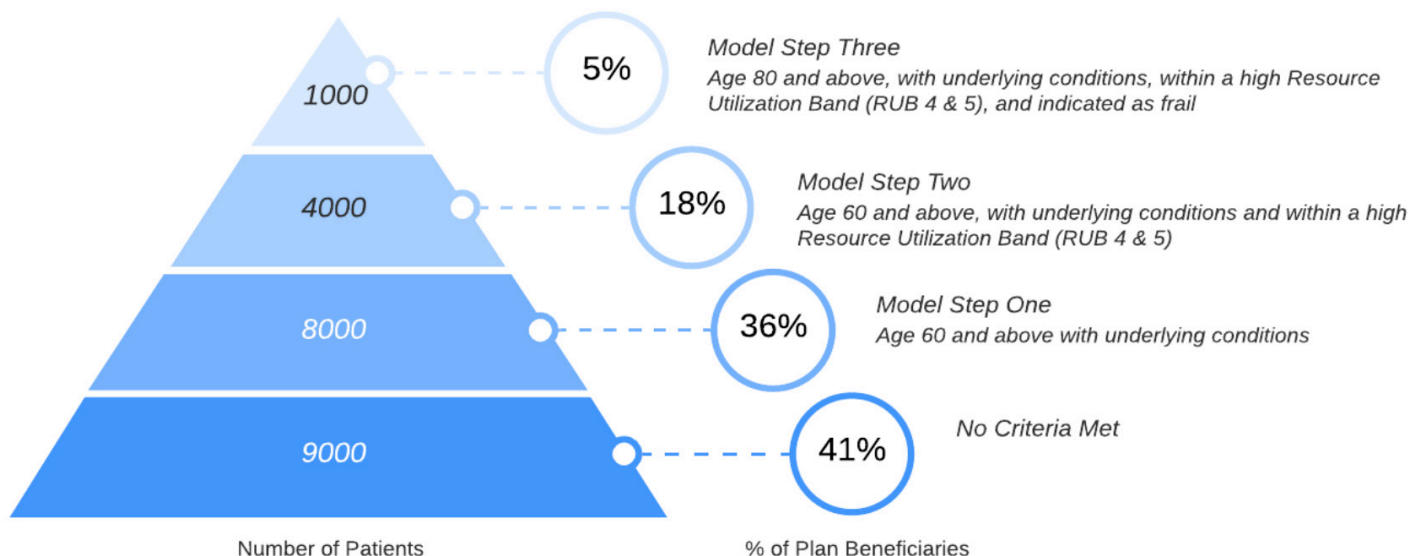 1000
5%
Model Step Three
Age 80 and above, with underlying conditions, within a high Resource
Utilization Band (RUB 4 & 5), and indicated as frail
4000
18%
Model Step Two
Age 60 and above, with underlying conditions and within a high
Resource Utilization Band (RUB 4 & 5)
8000
36%
Model Step One
Age 60 and above with underlying conditions
9000
41%
No Criteria Met
Number of Patients
% of Plan Beneficiaries